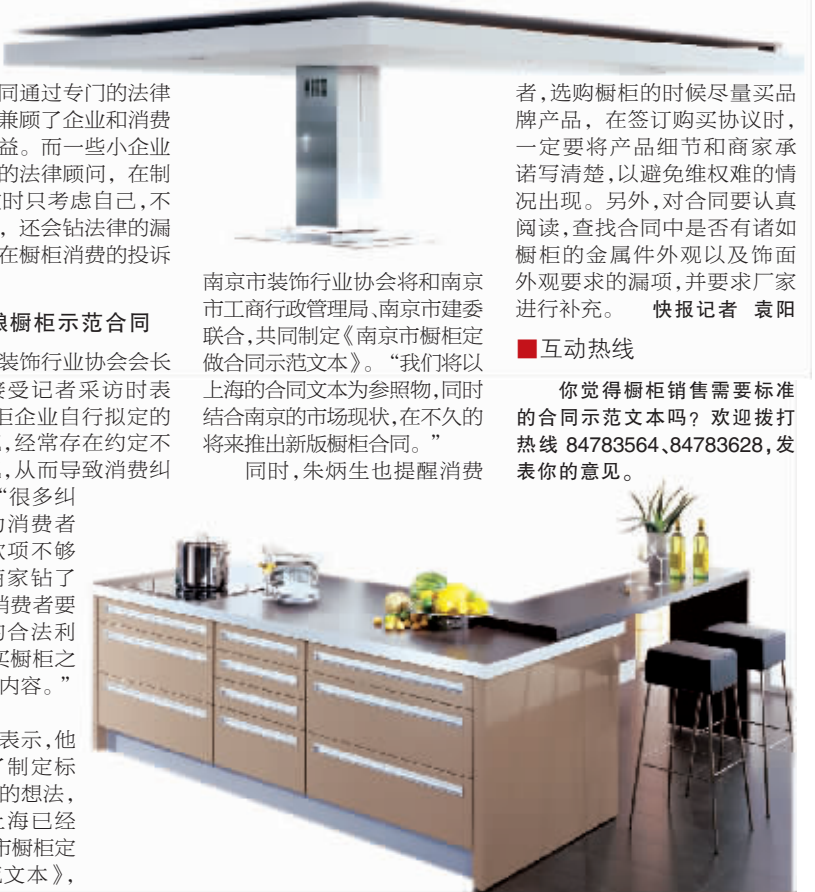 同通过专门的法律
兼顾了企业和消费
益。而一些小企业
的法律顾问，在制
时只考虑自己,不
，还会钻法律的漏
在橱柜消费的投诉
橱柜示范合同
装饰行业协会会长
接受记者采访时表
柜企业自行拟定的
,经常存在约定不
,从而导致消费纠
“很多纠
为消费者
款项不够
商家钻了
消费者要
的合法利
买橱柜之
内容。”
表示,他
了制定标
的想法,
上海已经
市橱柜定
范文本》,
南京市装饰行业协会将和南京
市工商行政管理局、南京市建委
联合,共同制定《南京市橱柜定
做合同示范文本》。“我们将以
上海的合同文本为参照物,同时
结合南京的市场现状,在不久的
将来推出新版橱柜合同。”
同时,朱炳生也提醒消费
者,选购橱柜的时候尽量买品
牌产品，在签订购买协议时,
一定要将产品细节和商家承
诺写清楚,以避免维权难的情
况出现。另外,对合同要认真
阅读,查找合同中是否有诸如
橱柜的金属件外观以及饰面
外观要求的漏项,并要求厂家
进行补充。 快报记者 袁阳
■互动热线
你觉得橱柜销售需要标准
的合同示范文本吗？欢迎拨打
热线 84783564、84783628,发
表你的意见。